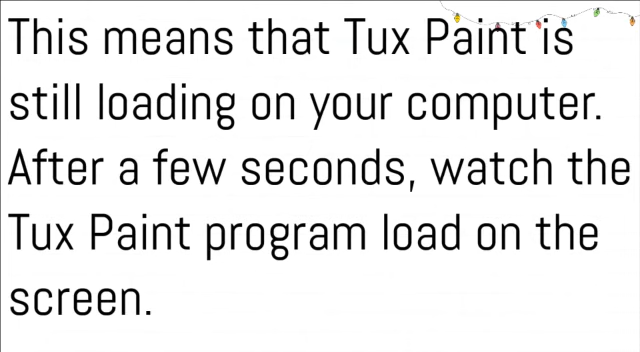 This means that Tux Paint is
still loading on your computer.
After a few seconds, watch the
Tux Paint program load on the
screen.